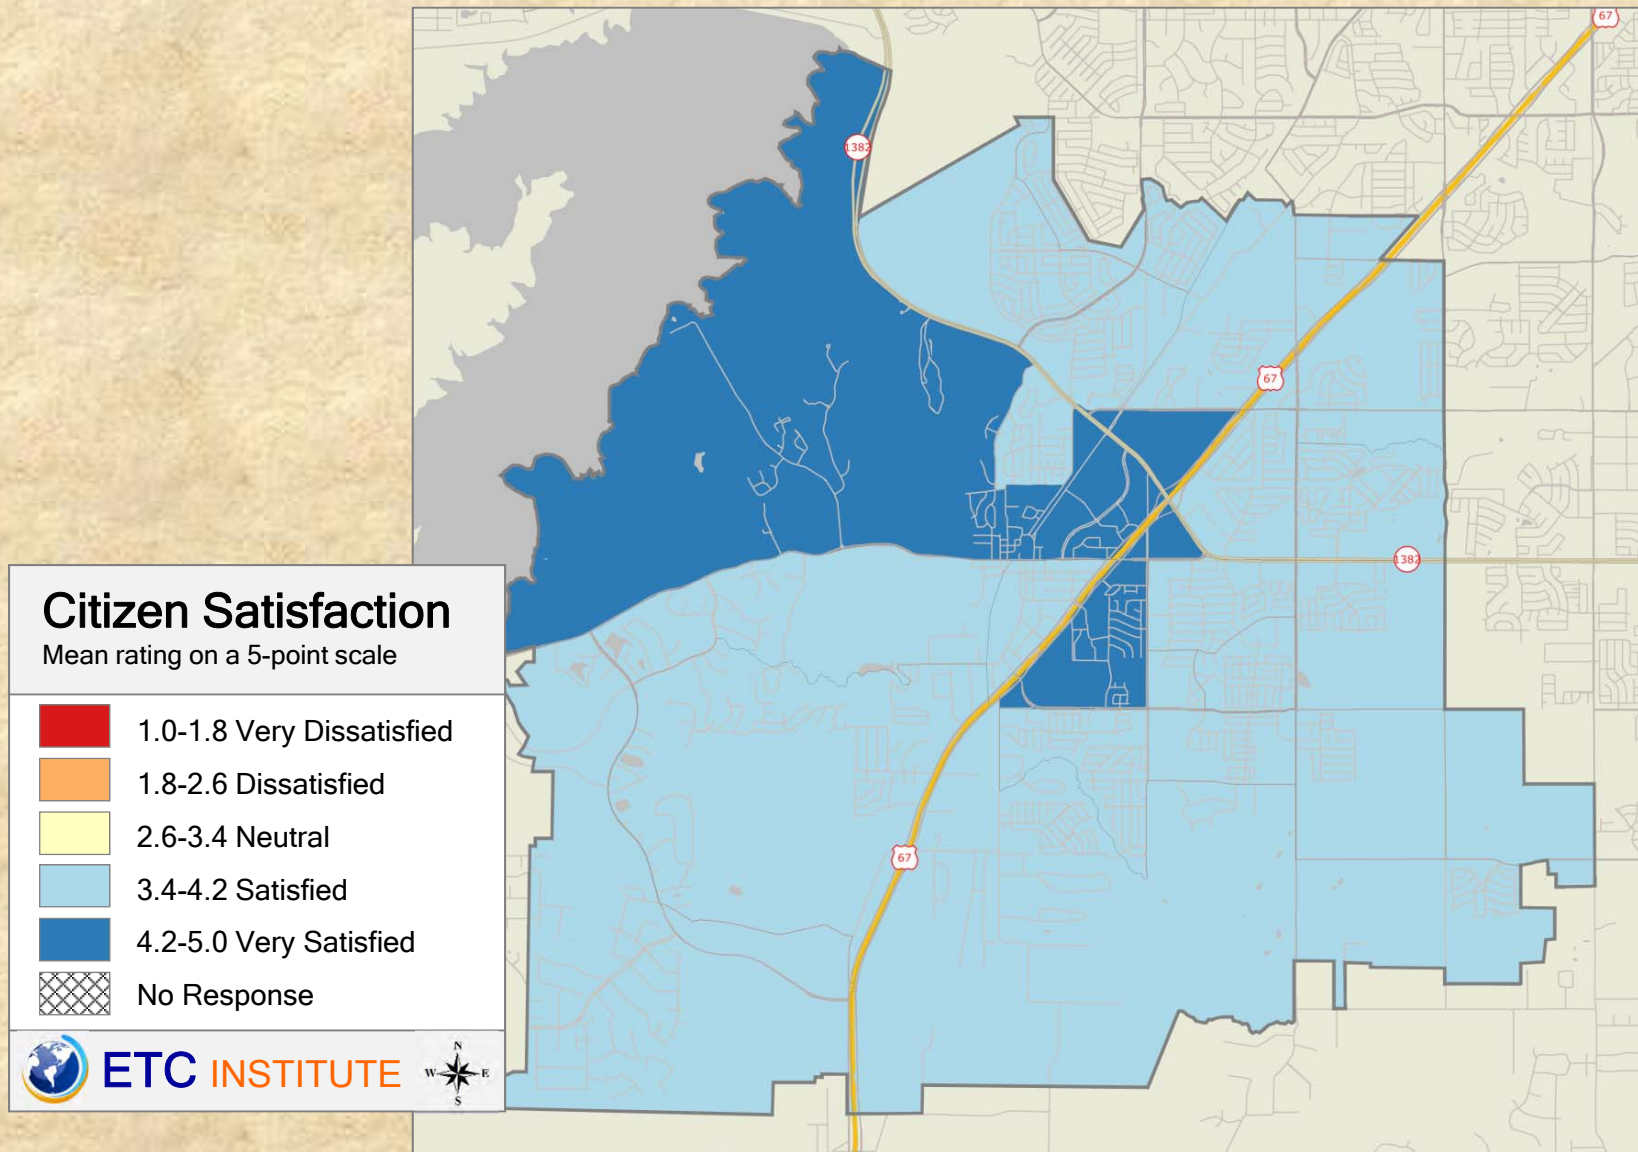 67
1382
67
1382
67
Citizen Satisfaction
Mean rating on a 5-point scale
1.0-1.8 Very Dissatisfied
1.8-2.6 Dissatisfied
2.6-3.4 Neutral
3.4-4.2 Satisfied
4.2-5.0 Very Satisfied
No Response
ETC INSTITUTE
N
W E
S